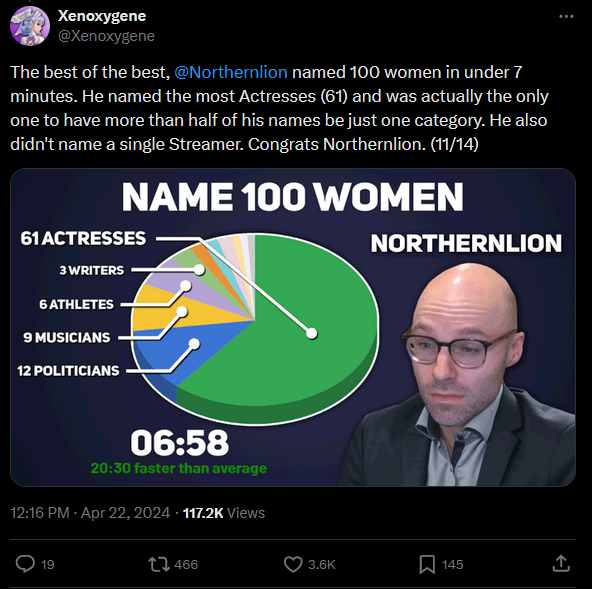 Xenoxygene
@Xenoxygene
The best of the best, @Northernlion named 100 women in under 7
minutes. He named the most Actresses (61) and was actually the only
one to have more than half of his names be just one category. He also
didn't name a single Streamer. Congrats Northernlion. (11/14)
NAME 100 WOMEN
61 ACTRESSES
NORTHERNLION
3 WRITERS
6 ATHLETES
9 MUSICIANS
12 POLITICIANS
06:58
20:30 faster than average
12:16 PM · Apr 22, 2024 · 117.2K Views
19 466 3.6K 145